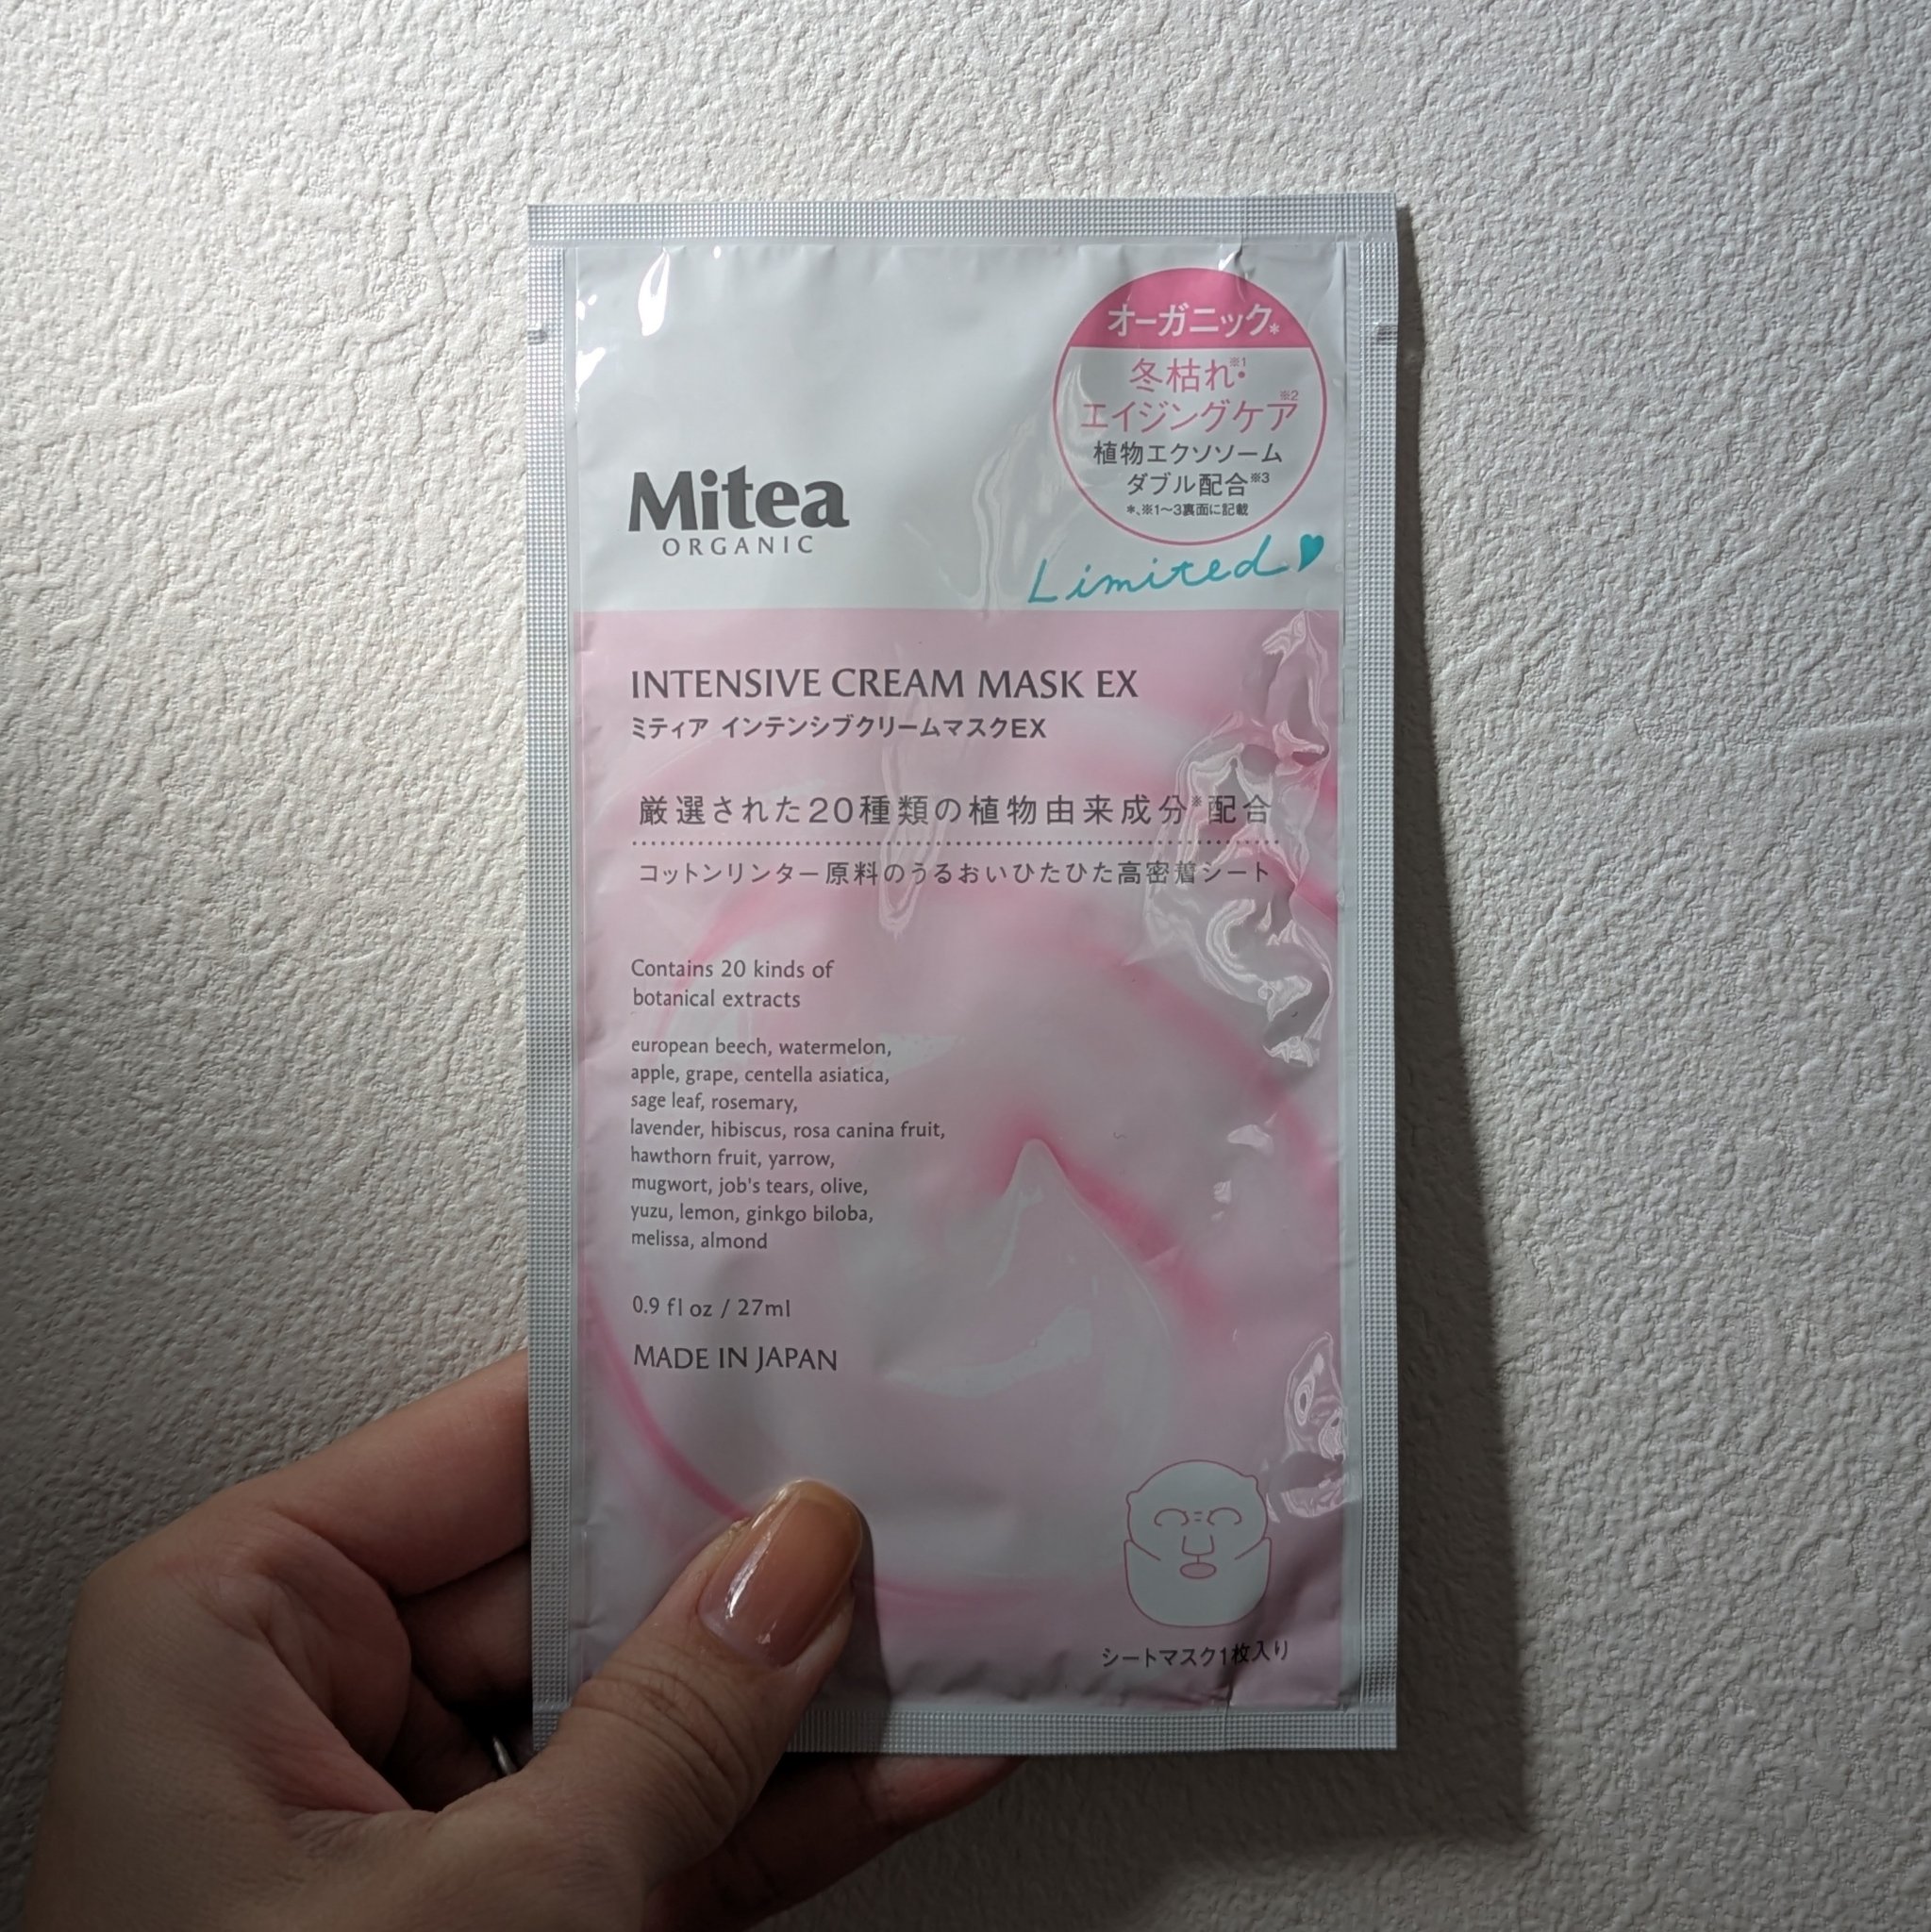 オーガニック*
冬枯れ※1・
エイジングケア※2
植物エクソソーム
ダブル配合※3
*、※1〜3裏面に記載
Mitea
ORGANIC
Limited
INTENSIVE CREAM MASK EX
ミティア インテンシブクリームマスクEX
厳選された20種類の植物由来成分※配合
コットンリンター原料のうるおいひたひた高密着シート
Contains 20 kinds of
botanical extracts
european beech, watermelon,
apple, grape, centella asiatica,
sage leaf, rosemary,
lavender, hibiscus, rosa canina fruit,
hawthorn fruit, yarrow,
mugwort, job's tears, olive,
yuzu, lemon, ginkgo biloba,
melissa, almond
0.9 fl oz / 27ml
MADE IN JAPAN
シートマスク1枚入り